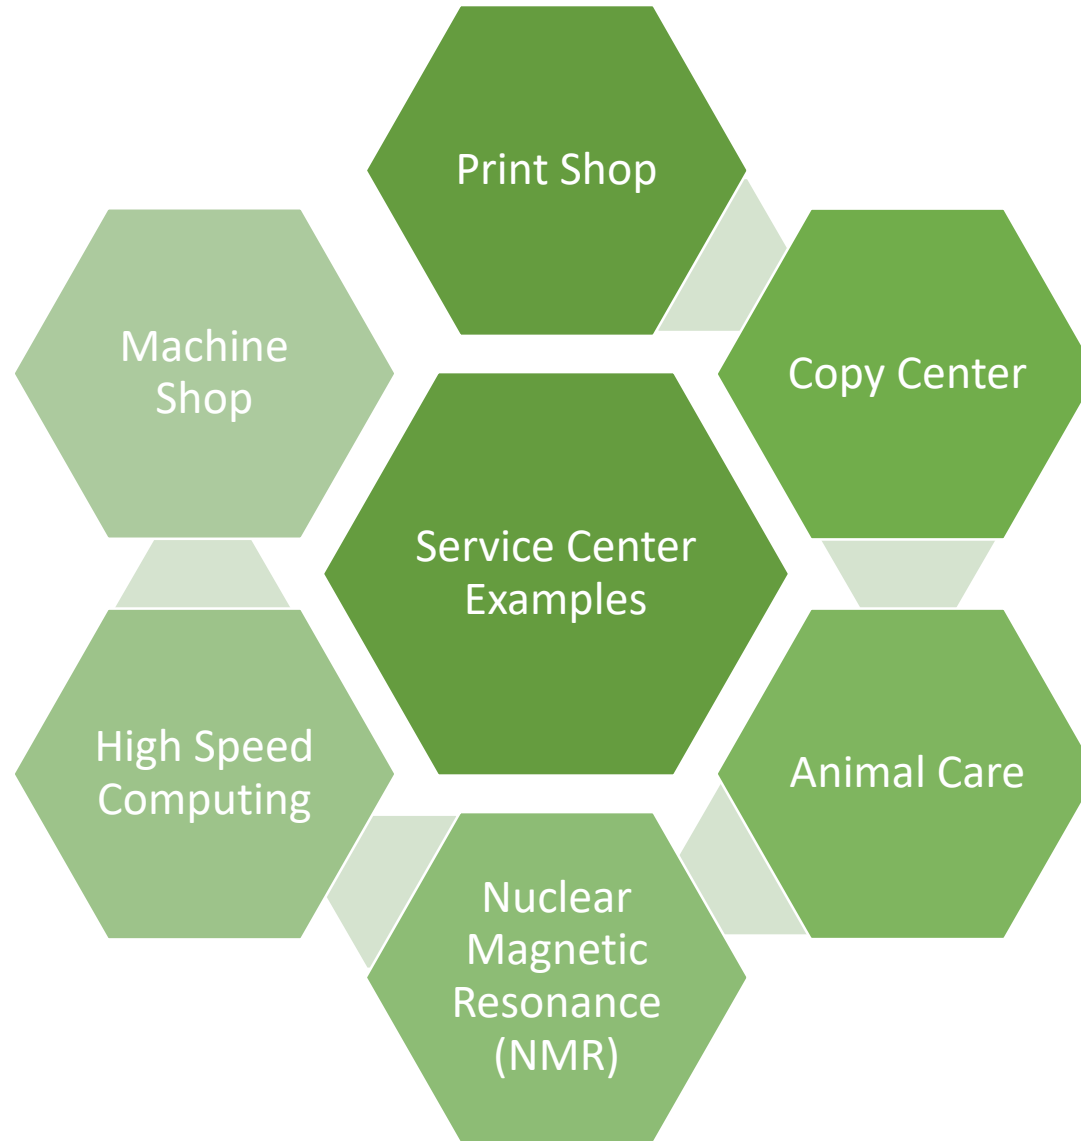 Print Shop
Copy Center
Animal Care
Nuclear
Magnetic
Resonance
(NMR)
High Speed
Computing
Machine
Shop
Service Center
Examples